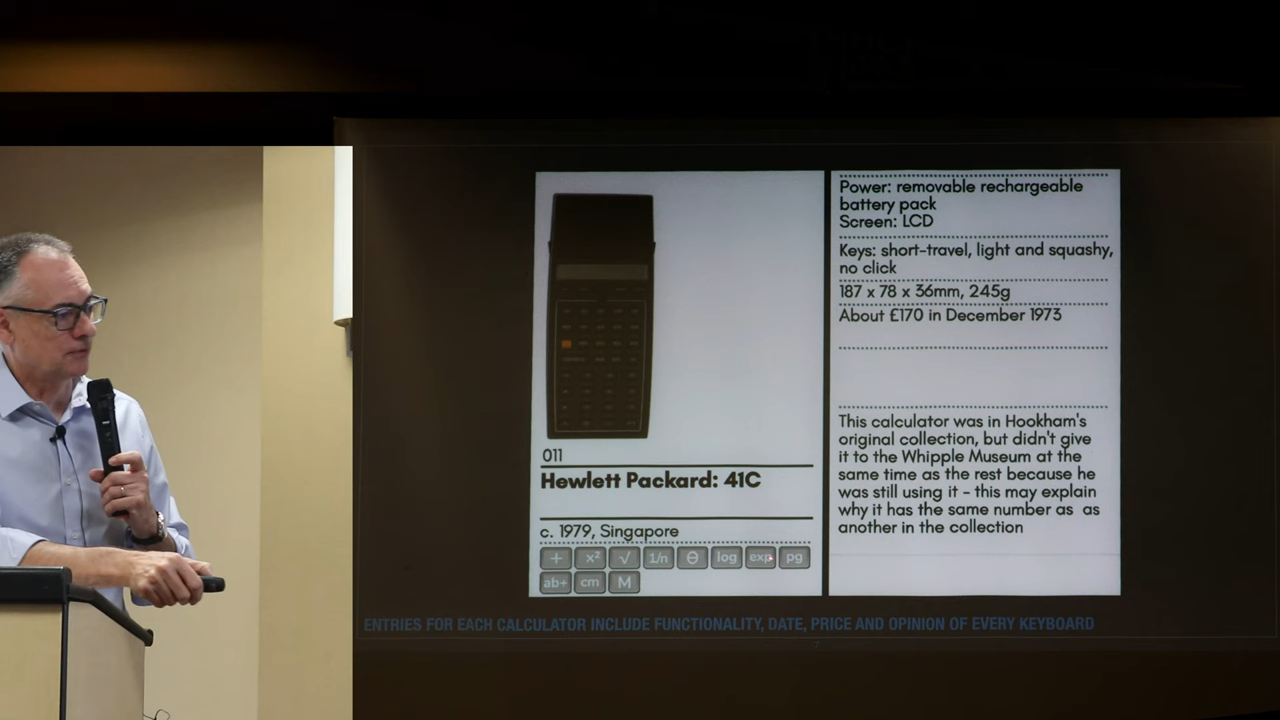 011
Hewlett Packard: 41C
c. 1979, Singapore
+ x² √ 1/n Θ log exp pg
ab+ cm M
Power: removable rechargeable
battery pack
Screen: LCD
Keys: short-travel, light and squashy,
no click
187 x 78 x 36mm, 245g
About £170 in December 1973
This calculator was in Hookham's
original collection, but didn't give
it to the Whipple Museum at the
same time as the rest because he
was still using it - this may explain
why it has the same number as as
another in the collection
ENTRIES FOR EACH CALCULATOR INCLUDE FUNCTIONALITY, DATE, PRICE AND OPINION OF EVERY KEYBOARD